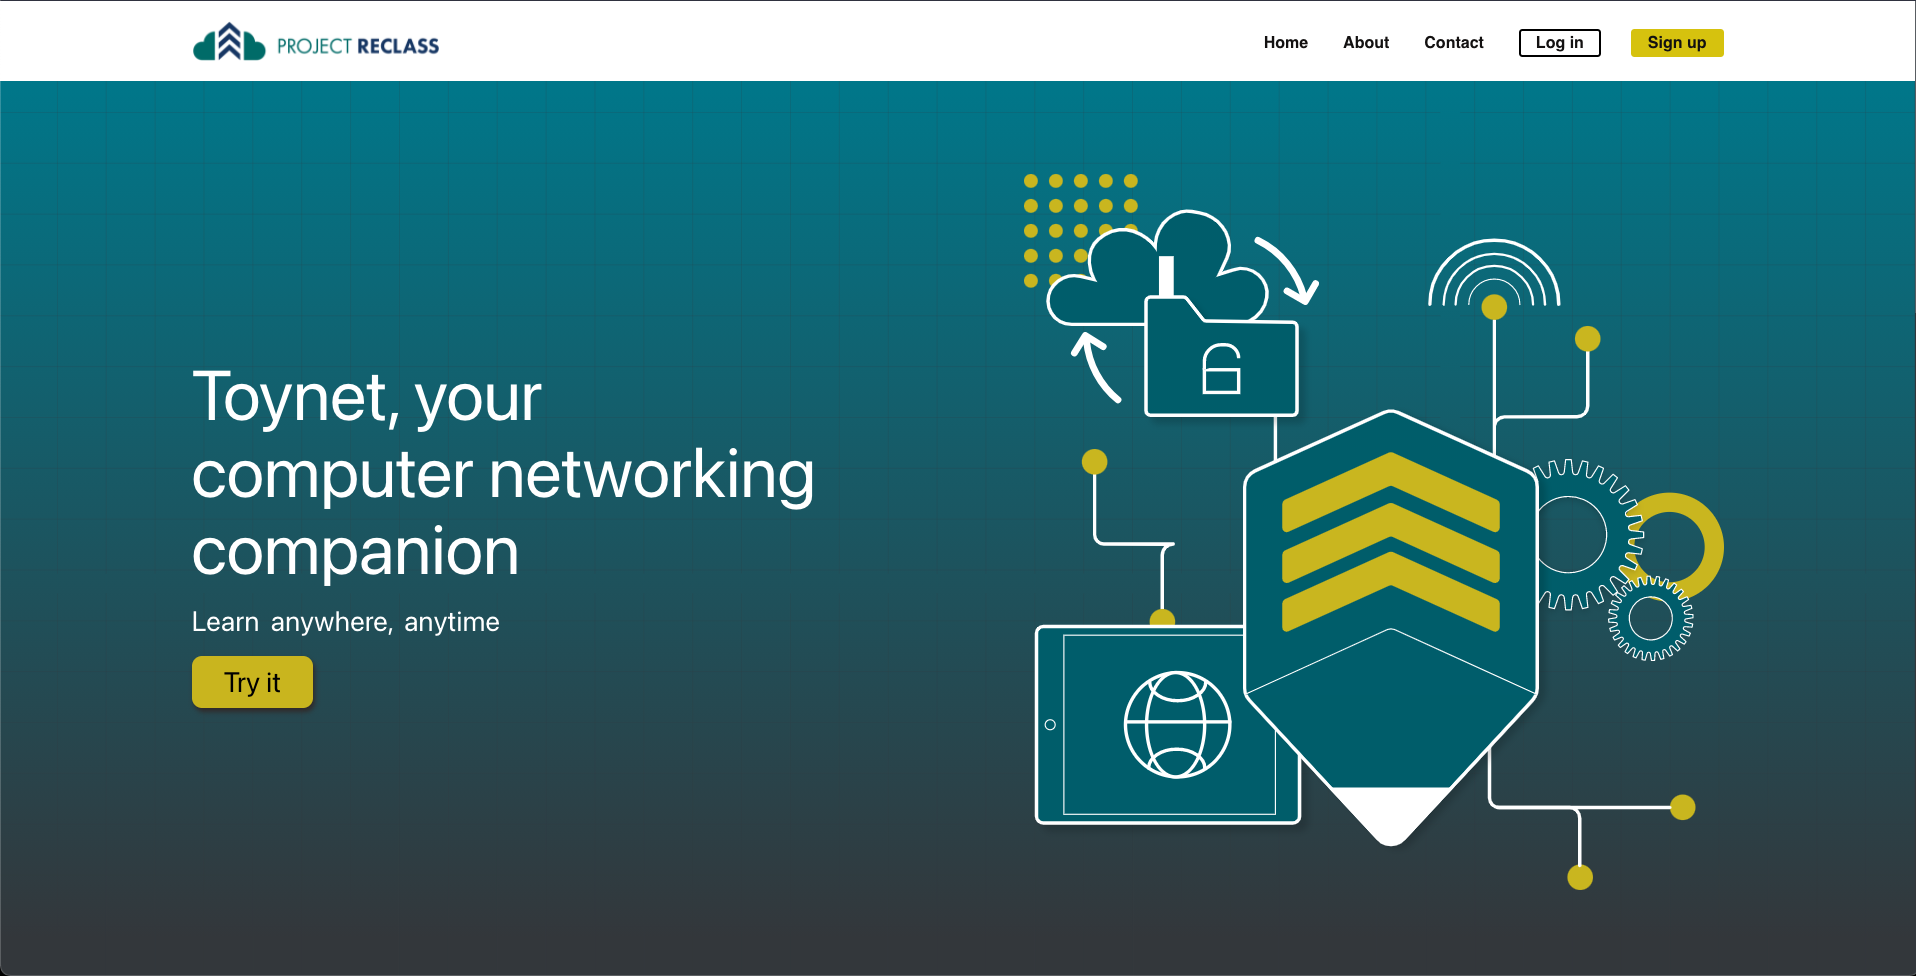 PROJECT RECLASS
Home About Contact Log in Sign up
Toynet, your
computer networking
companion
Learn anywhere, anytime
Try it